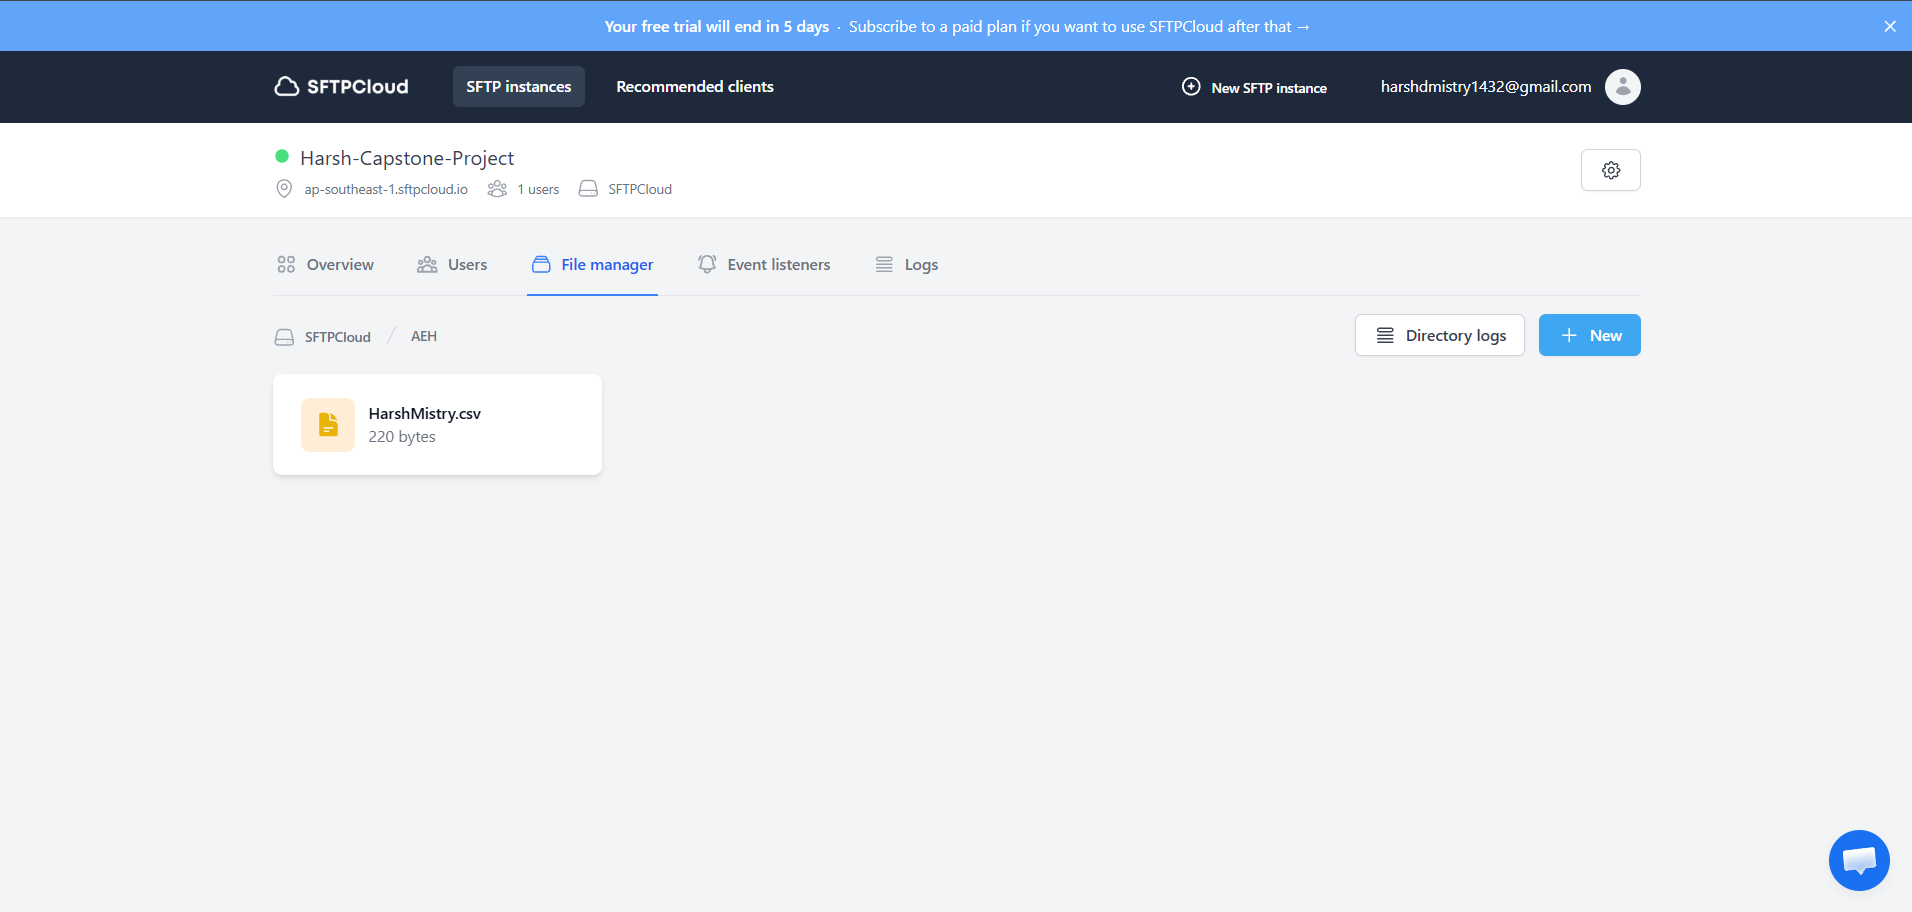 Your free trial will end in 5 days · Subscribe to a paid plan if you want to use SFTPCloud after that →
SFTPCloud SFTP instances Recommended clients New SFTP instance harshdmistry1432@gmail.com
Harsh-Capstone-Project
ap-southeast-1.sftpcloud.io 1 users SFTPCloud
Overview Users File manager Event listeners Logs
SFTPCloud / AEH Directory logs New
HarshMistry.csv
220 bytes